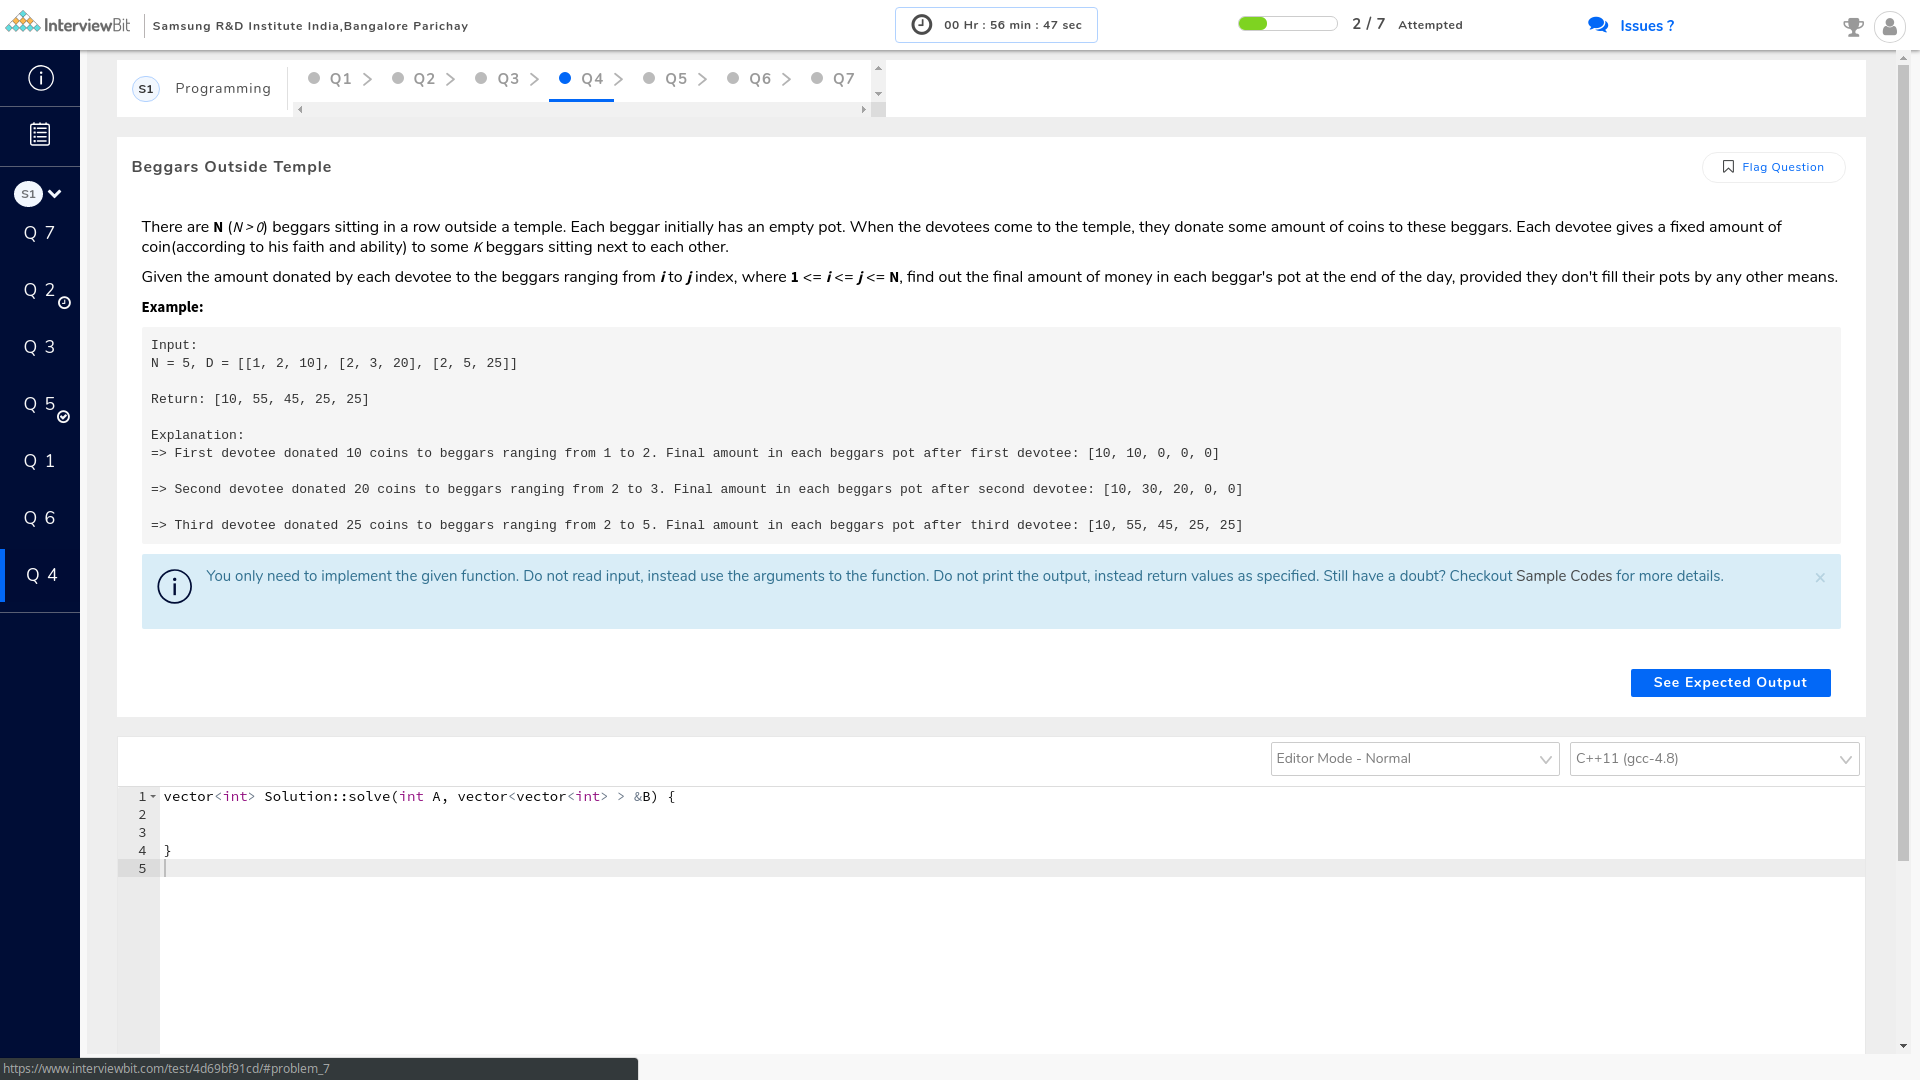 InterviewBit
Samsung R&D Institute India,Bangalore Parichay
00 Hr : 56 min : 47 sec
2 / 7 Attempted
Issues ?
S1 Programming
Q1
Q2
Q3
Q4
Q5
Q6
Q7
S1
Q 7
Q 2
Q 3
Q 5
Q 1
Q 6
Q 4
Beggars Outside Temple
Flag Question
There are N (N > 0) beggars sitting in a row outside a temple. Each beggar initially has an empty pot. When the devotees come to the temple, they donate some amount of coins to these beggars. Each devotee gives a fixed amount of
coin(according to his faith and ability) to some K beggars sitting next to each other.
Given the amount donated by each devotee to the beggars ranging from i to j index, where 1 <= i <= j <= N, find out the final amount of money in each beggar's pot at the end of the day, provided they don't fill their pots by any other means.
Example:
Input:
N = 5, D = [[1, 2, 10], [2, 3, 20], [2, 5, 25]]
Return: [10, 55, 45, 25, 25]
Explanation:
=> First devotee donated 10 coins to beggars ranging from 1 to 2. Final amount in each beggars pot after first devotee: [10, 10, 0, 0, 0]
=> Second devotee donated 20 coins to beggars ranging from 2 to 3. Final amount in each beggars pot after second devotee: [10, 30, 20, 0, 0]
=> Third devotee donated 25 coins to beggars ranging from 2 to 5. Final amount in each beggars pot after third devotee: [10, 55, 45, 25, 25]
You only need to implement the given function. Do not read input, instead use the arguments to the function. Do not print the output, instead return values as specified. Still have a doubt? Checkout Sample Codes for more details.
×
See Expected Output
Editor Mode - Normal
C++11 (gcc-4.8)
1 vector<int> Solution::solve(int A, vector<vector<int> > &B) {
2
3
4 }
5
https://www.interviewbit.com/test/4d69bf91cd/#problem_7